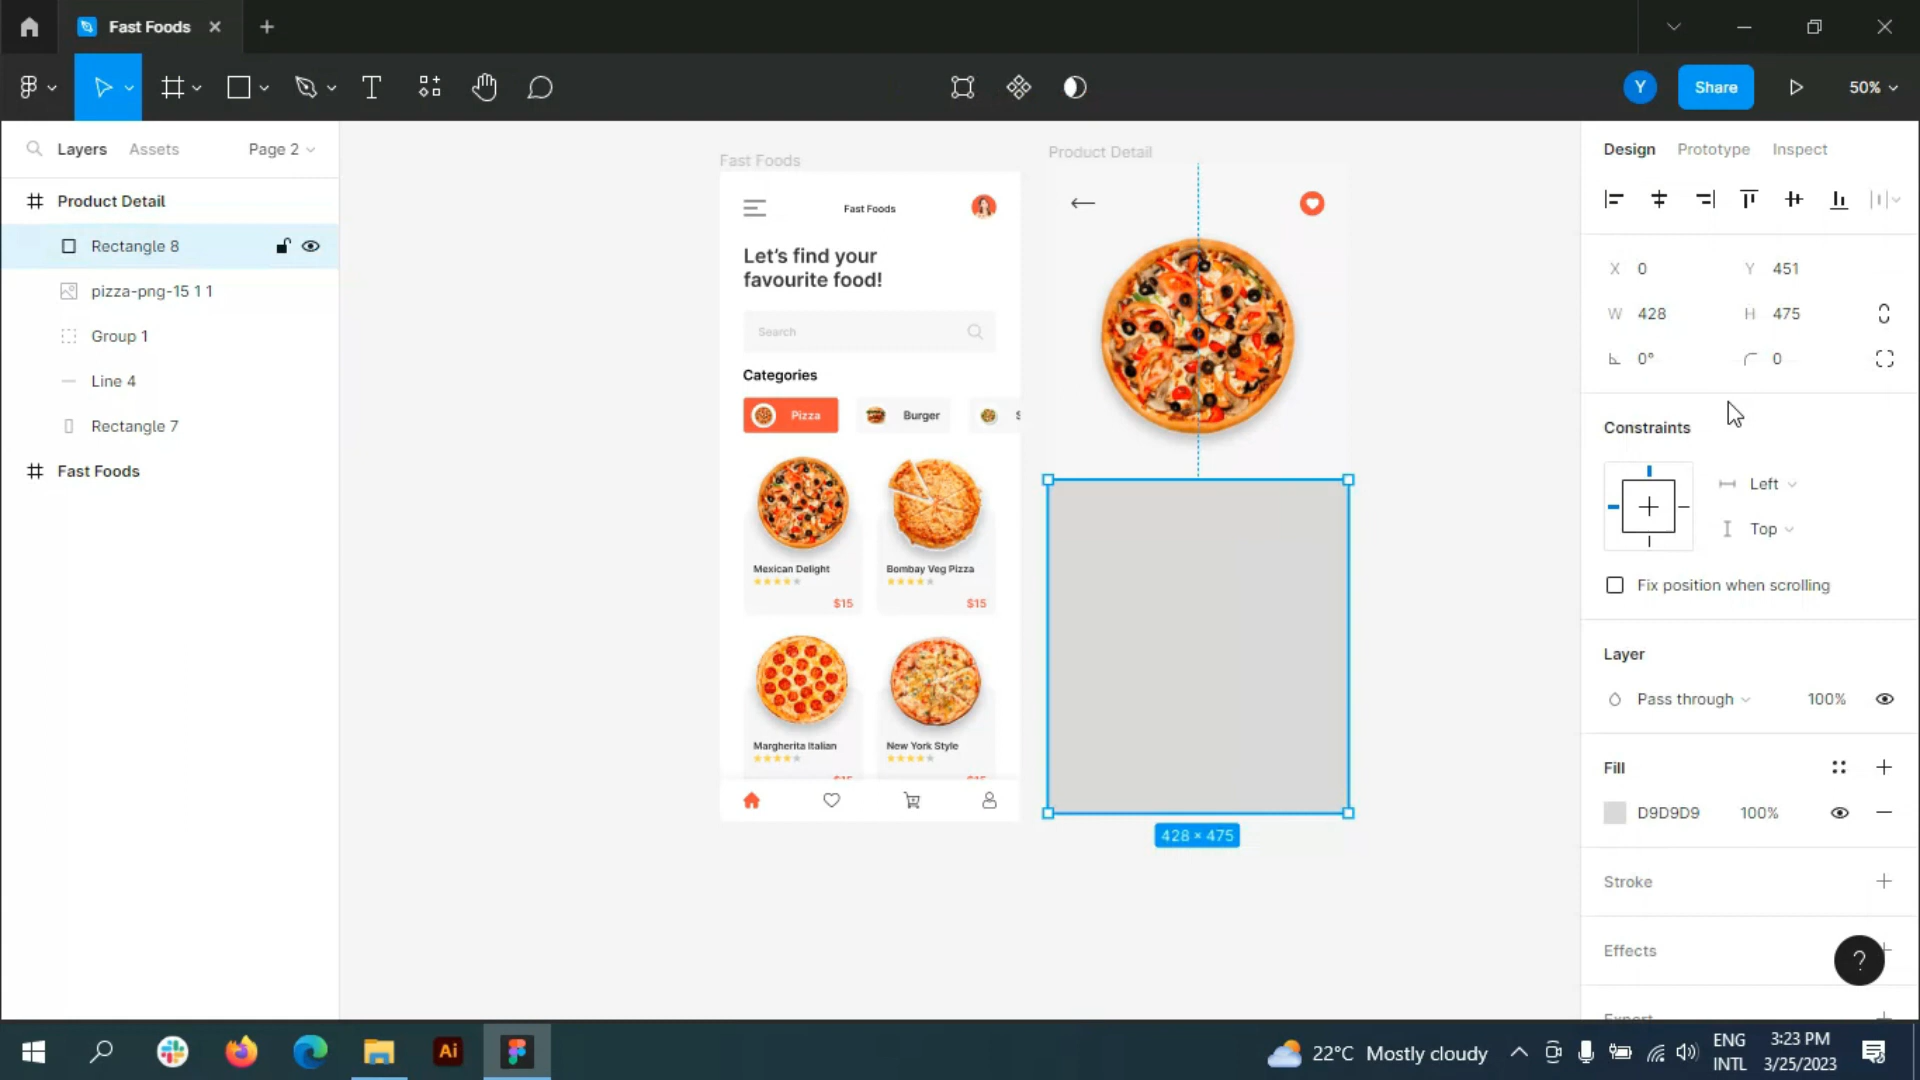 Fast Foods
Y
Share
50%
Layers
Assets
Page 2
Product Detail
Rectangle 8
pizza-png-15 1 1
Group 1
Line 4
Rectangle 7
Fast Foods
Fast Foods
Fast Foods
Let's find your
favourite food!
Search
Categories
Pizza
Burger
S
Mexican Delight
$15
Bombay Veg Pizza
$15
Margherita Italian
$15
New York Style
$15
Product Detail
428 × 475
Design
Prototype
Inspect
X 0
Y 451
W 428
H 475
0°
0
Constraints
Left
Top
Fix position when scrolling
Layer
Pass through
100%
Fill
D9D9D9
100%
Stroke
Effects
?
Export
Ai
22°C Mostly cloudy
ENG
INTL
3:23 PM
3/25/2023